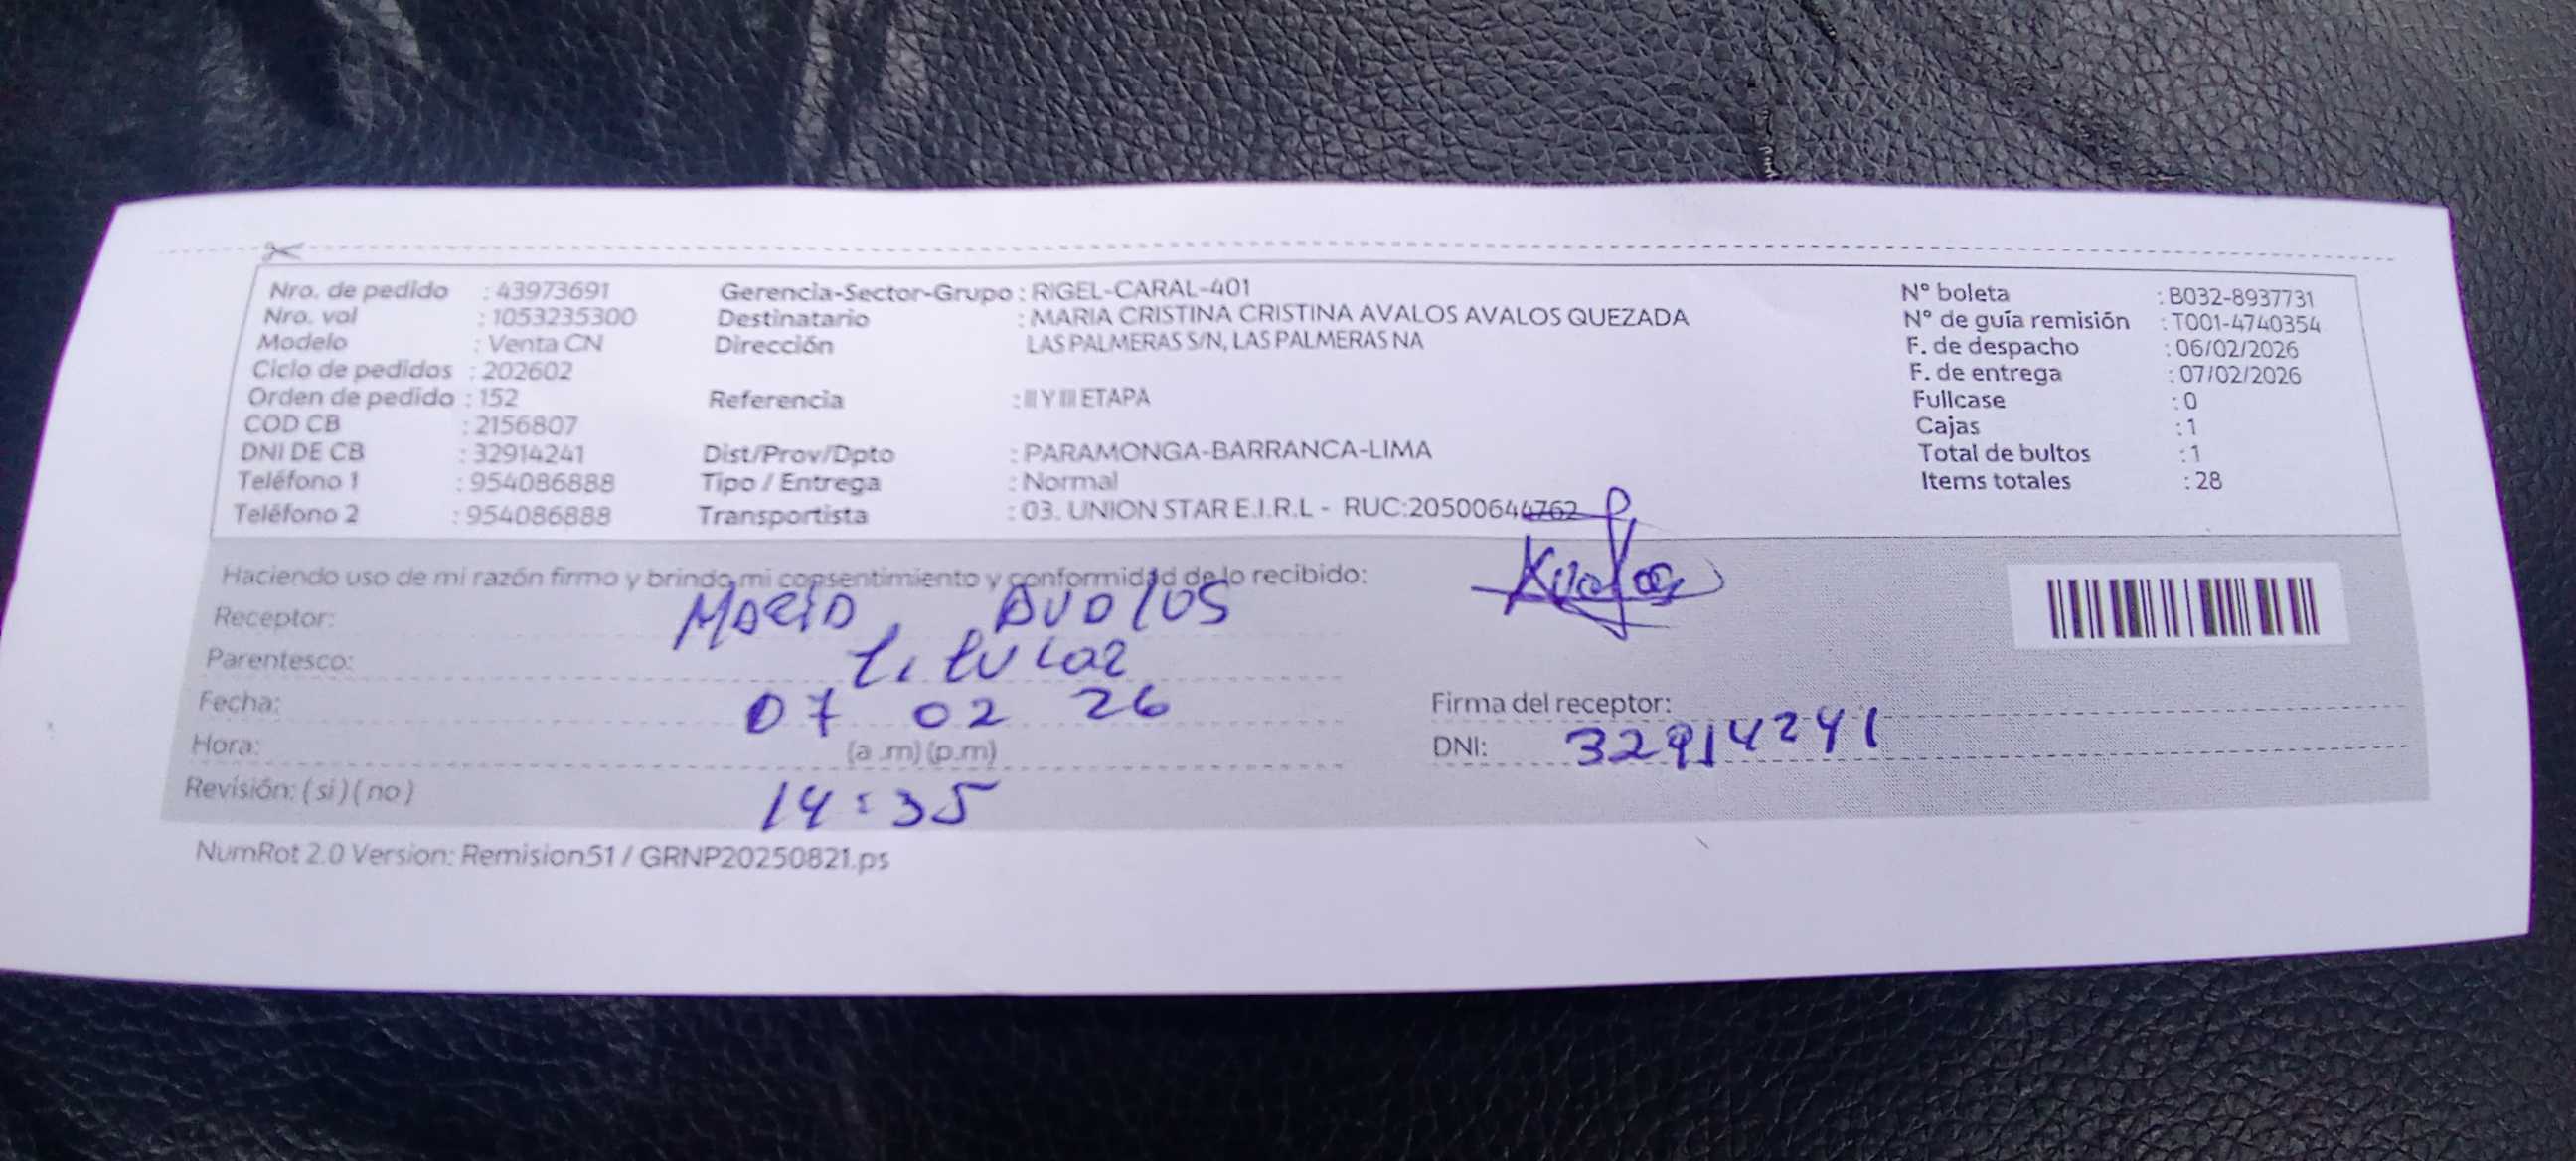 Nro. de pedido : 43973691
Nro. vol : 1053235300
Modelo : Venta CN
Ciclo de pedidos : 202602
Orden de pedido : 152
COD CB : 2156807
DNI DE CB : 32914241
Teléfono 1 : 954086888
Teléfono 2 : 954086888
Gerencia-Sector-Grupo : RIGEL-CARAL-401
Destinatario : MARIA CRISTINA CRISTINA AVALOS AVALOS QUEZADA
Dirección LAS PALMERAS S/N, LAS PALMERAS NA
Referencia : II Y III ETAPA
Dist/Prov/Dpto : PARAMONGA-BARRANCA-LIMA
Tipo / Entrega : Normal
Transportista : 03. UNION STAR E.I.R.L - RUC:20500644762
N° boleta : B032-8937731
N° de guía remisión : T001-4740354
F. de despacho : 06/02/2026
F. de entrega : 07/02/2026
Fullcase : 0
Cajas : 1
Total de bultos : 1
Items totales : 28
Haciendo uso de mi razón firmo y brindo mi consentimiento y conformidad de lo recibido:
Receptor: MARIA AVALOS
Parentesco: titular
Fecha: 07 02 26
Hora: (a .m) (p.m)
14:35
Revisión: ( si ) ( no )
Avalos
Firma del receptor:
DNI: 32914241
NumRot 2.0 Version: Remision51 / GRNP20250821.ps